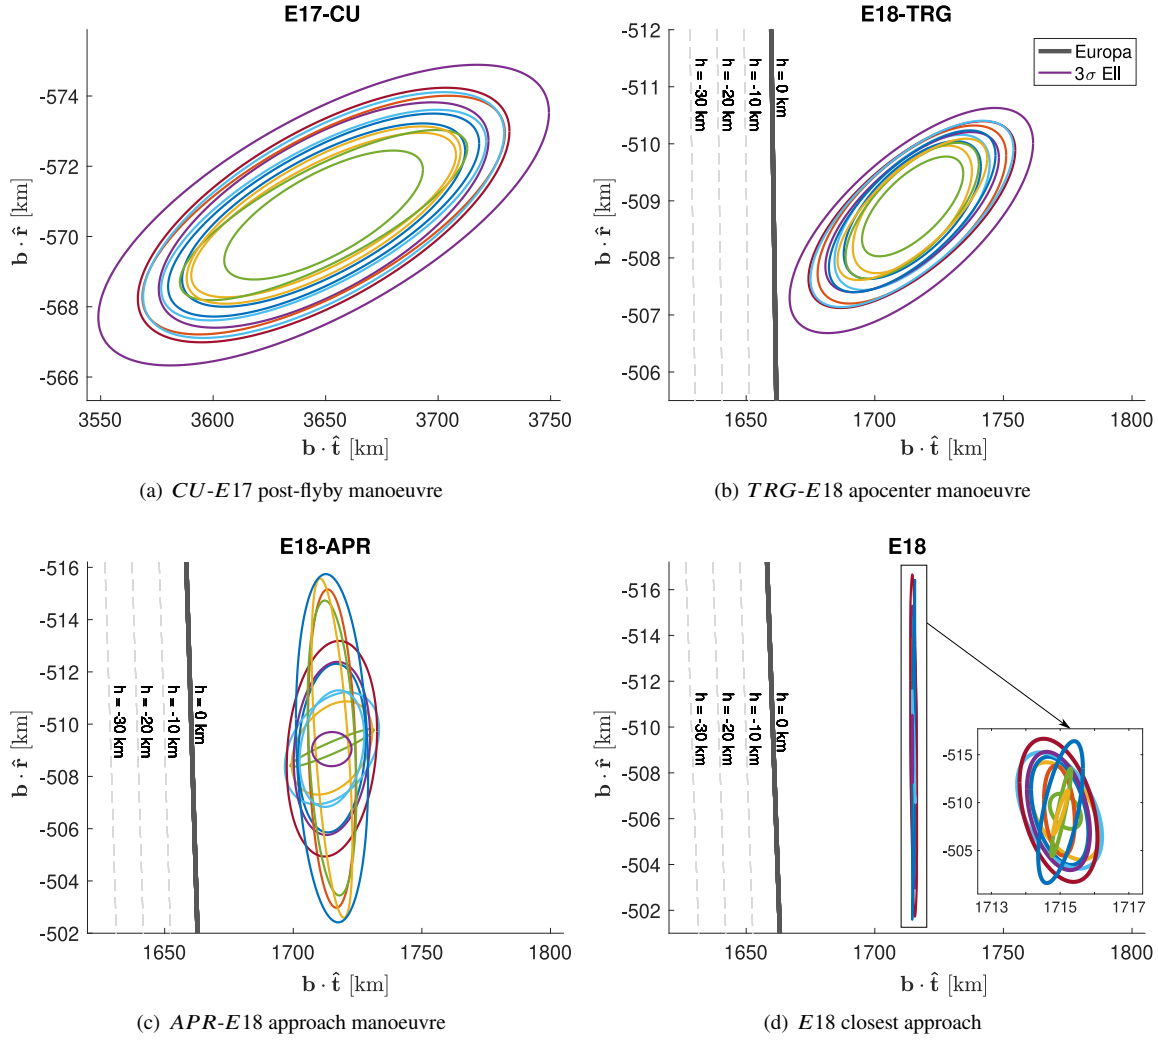 E17-CU
-574
-572
-570
-568
-566
b · r̂ [km]
3550 3600 3650 3700 3750
b · t̂ [km]
(a) CU-E17 post-flyby manoeuvre
E18-TRG
-512
-511
-510
-509
-508
-507
-506
b · r̂ [km]
h = -30 km
h = -20 km
h = -10 km
h = 0 km
Europa
3σ Ell
1650 1700 1750 1800
b · t̂ [km]
(b) TRG-E18 apocenter manoeuvre
E18-APR
-516
-514
-512
-510
-508
-506
-504
-502
b · r̂ [km]
h = -30 km
h = -20 km
h = -10 km
h = 0 km
1650 1700 1750 1800
b · t̂ [km]
(c) APR-E18 approach manoeuvre
E18
-516
-514
-512
-510
-508
-506
-504
-502
b · r̂ [km]
h = -30 km
h = -20 km
h = -10 km
h = 0 km
-515
-510
-505
1713 1715 1717
1650 1700 1750 1800
b · t̂ [km]
(d) E18 closest approach